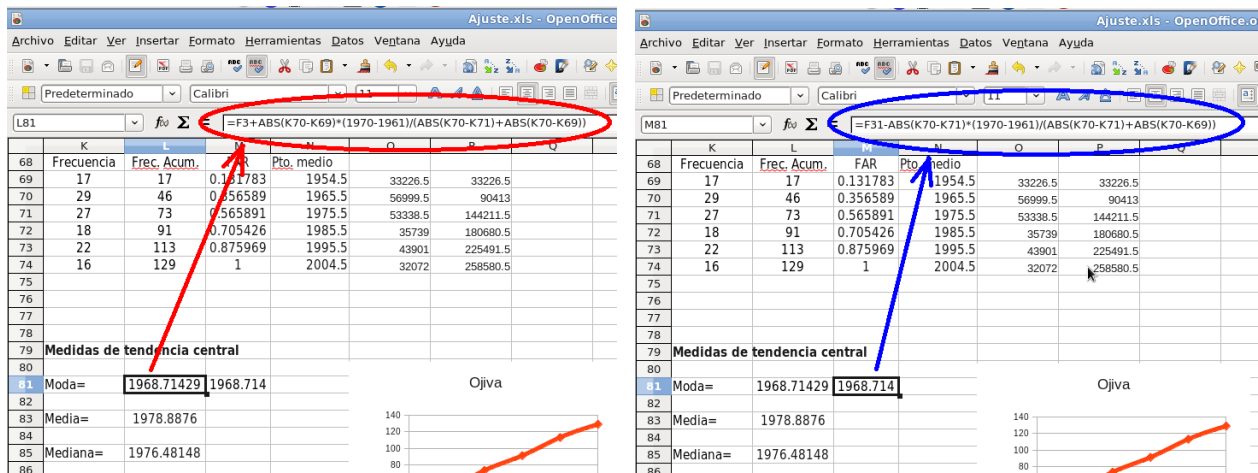 Ajuste.xls - OpenOffice
Archivo Editar Ver Insertar Formato Herramientas Datos Ventana Ayuda
Predeterminado Calibri 11
L81 f(x) Σ = =F3+ABS(K70-K69)*(1970-1961)/(ABS(K70-K71)+ABS(K70-K69))
K L M N O P Q
68 Frecuencia Frec. Acum. FAR Pto. medio
69 17 17 0.131783 1954.5 33226.5 33226.5
70 29 46 0.356589 1965.5 56999.5 90413
71 27 73 0.565891 1975.5 53338.5 144211.5
72 18 91 0.705426 1985.5 35739 180680.5
73 22 113 0.875969 1995.5 43901 225491.5
74 16 129 1 2004.5 32072 258580.5
75
76
77
78
79 Medidas de tendencia central
80
81 Moda= 1968.71429 1968.714
82
83 Media= 1978.8876
84
85 Mediana= 1976.48148
86
Ojiva
140
120
100
80
Ajuste.xls - OpenOffice.o
Archivo Editar Ver Insertar Formato Herramientas Datos Ventana Ayuda
Predeterminado Calibri 11
M81 f(x) Σ = =F31-ABS(K70-K71)*(1970-1961)/(ABS(K70-K71)+ABS(K70-K69))
K L M N O P Q
68 Frecuencia Frec. Acum. FAR Pto. medio
69 17 17 0.131783 1954.5 33226.5 33226.5
70 29 46 0.356589 1965.5 56999.5 90413
71 27 73 0.565891 1975.5 53338.5 144211.5
72 18 91 0.705426 1985.5 35739 180680.5
73 22 113 0.875969 1995.5 43901 225491.5
74 16 129 1 2004.5 32072 258580.5
75
76
77
78
79 Medidas de tendencia central
80
81 Moda= 1968.71429 1968.714
82
83 Media= 1978.8876
84
85 Mediana= 1976.48148
86
Ojiva
140
120
100
80